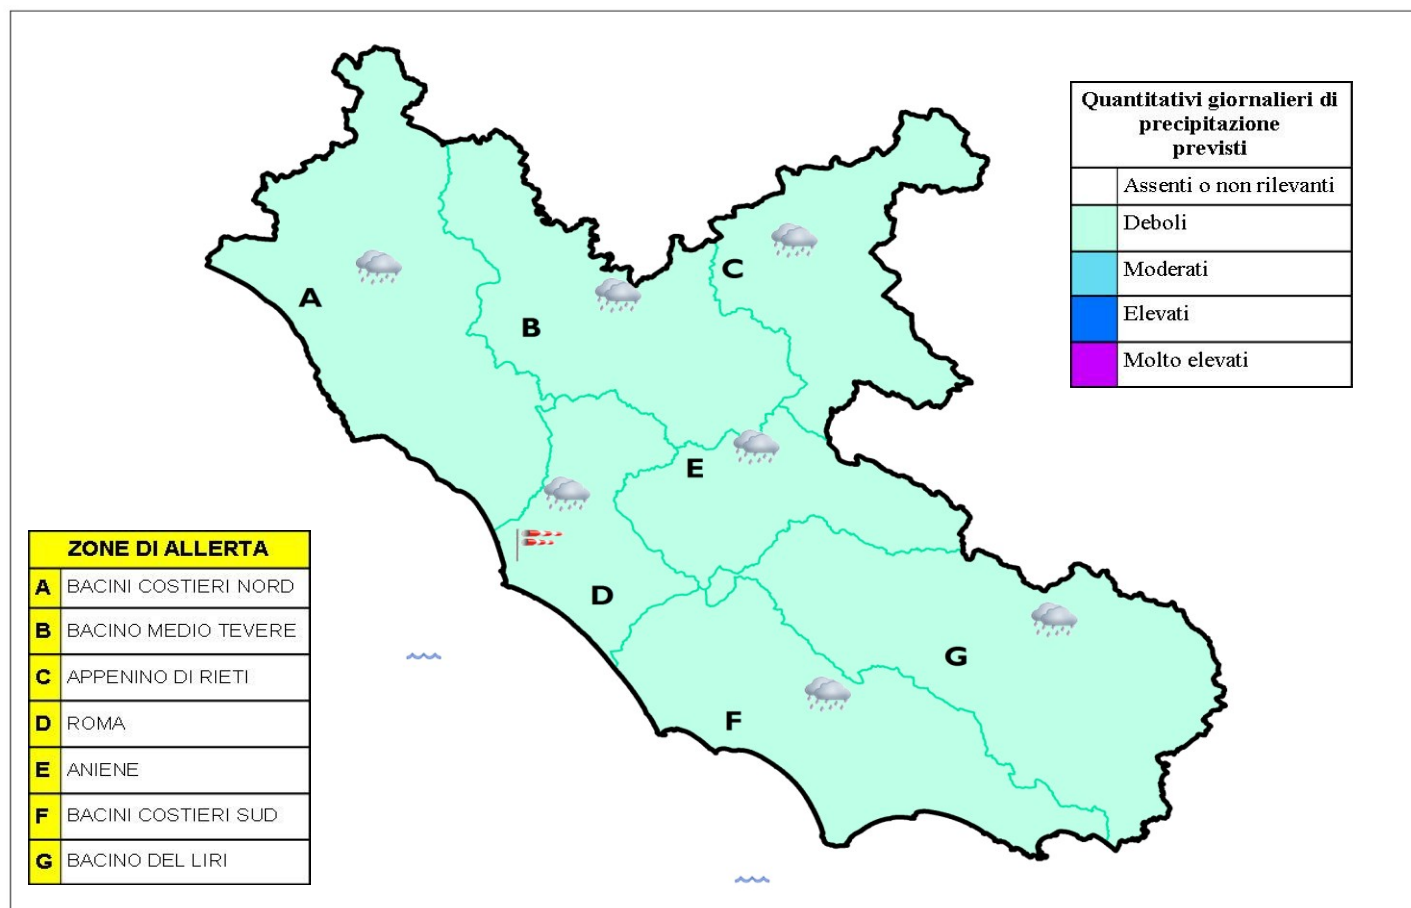 Quantitativi giornalieri di
precipitazione
previsti
Assenti o non rilevanti
Deboli
Moderati
Elevati
Molto elevati
A
B
C
D
E
F
G
ZONE DI ALLERTA
A BACINI COSTIERI NORD
B BACINO MEDIO TEVERE
C APPENINO DI RIETI
D ROMA
E ANIENE
F BACINI COSTIERI SUD
G BACINO DEL LIRI